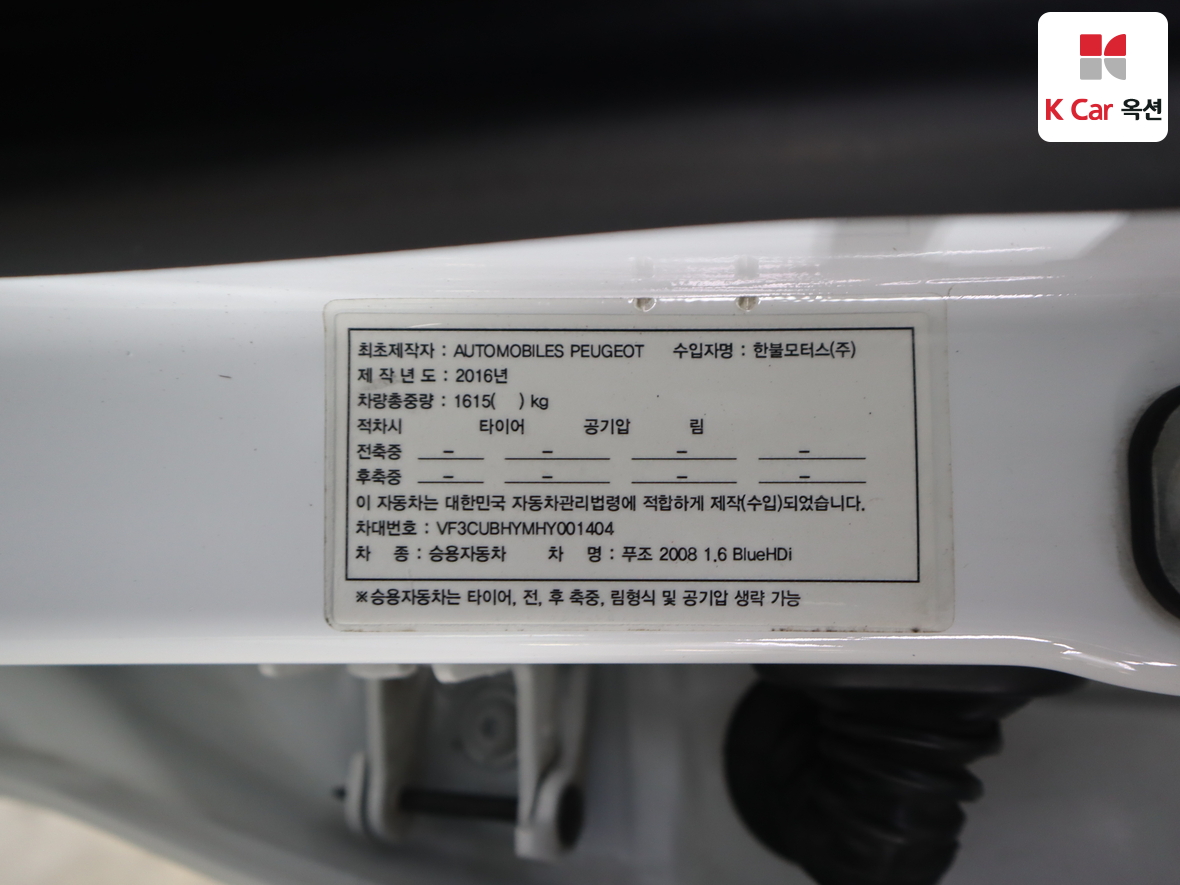 K Car 옥션
최초제작자 : AUTOMOBILES PEUGEOT 수입자명 : 한불모터스(주)
제 작 년 도 : 2016년
차량총중량 : 1615( ) kg
적차시 타이어 공기압 림
전축중 - - - -
후축중 - - - -
이 자동차는 대한민국 자동차관리법령에 적합하게 제작(수입)되었습니다.
차대번호 : VF3CUBHYMHY001404
차 종 : 승용자동차 차 명 : 푸조 2008 1.6 BlueHDi
※승용자동차는 타이어, 전, 후 축중, 림형식 및 공기압 생략 가능